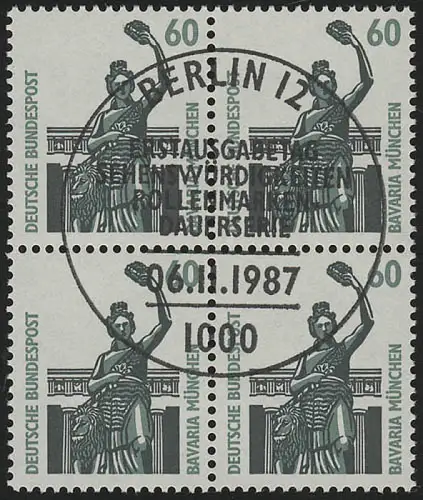 60
DEUTSCHE BUNDESPOST
BAVARIA MÜNCHEN
60
DEUTSCHE BUNDESPOST
BAVARIA MÜNCHEN
BERLIN 12
ERSTAUSGABETAG
SEHENSWÜRDIGKEITEN
ROLLENMARKEN-
DAUERSERIE
06.11.1987
1000
60
DEUTSCHE BUNDESPOST
BAVARIA MÜNCHEN
60
DEUTSCHE BUNDESPOST
BAVARIA MÜNCHEN